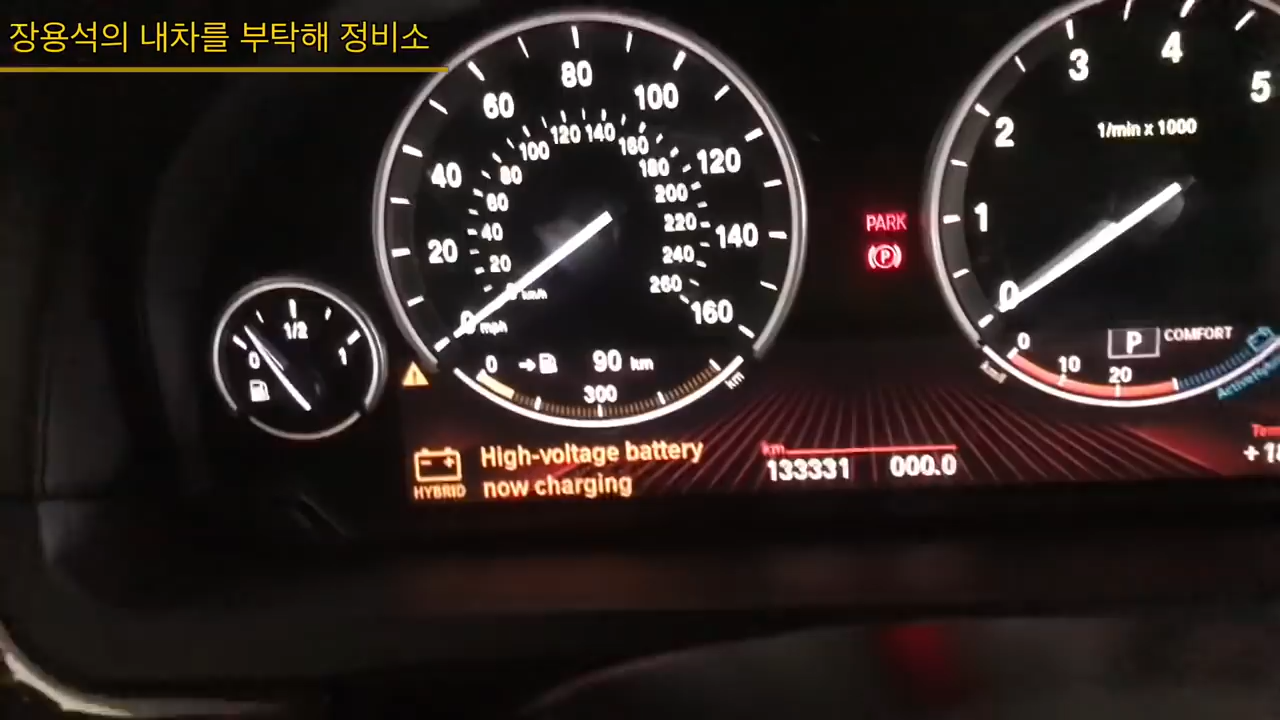 장용석의 내차를 부탁해 정비소
20
40
60
80
100
120
140
160
0 mph
20
40
60
80
100
120
140
160
180
200
220
240
260
km/h
0
1/2
1
0
90 km
300
km
High-voltage battery
now charging
HYBRID
km
133331 000.0
PARK
P
0
1
2
3
4
5
1/min x 1000
P COMFORT
0
10
20